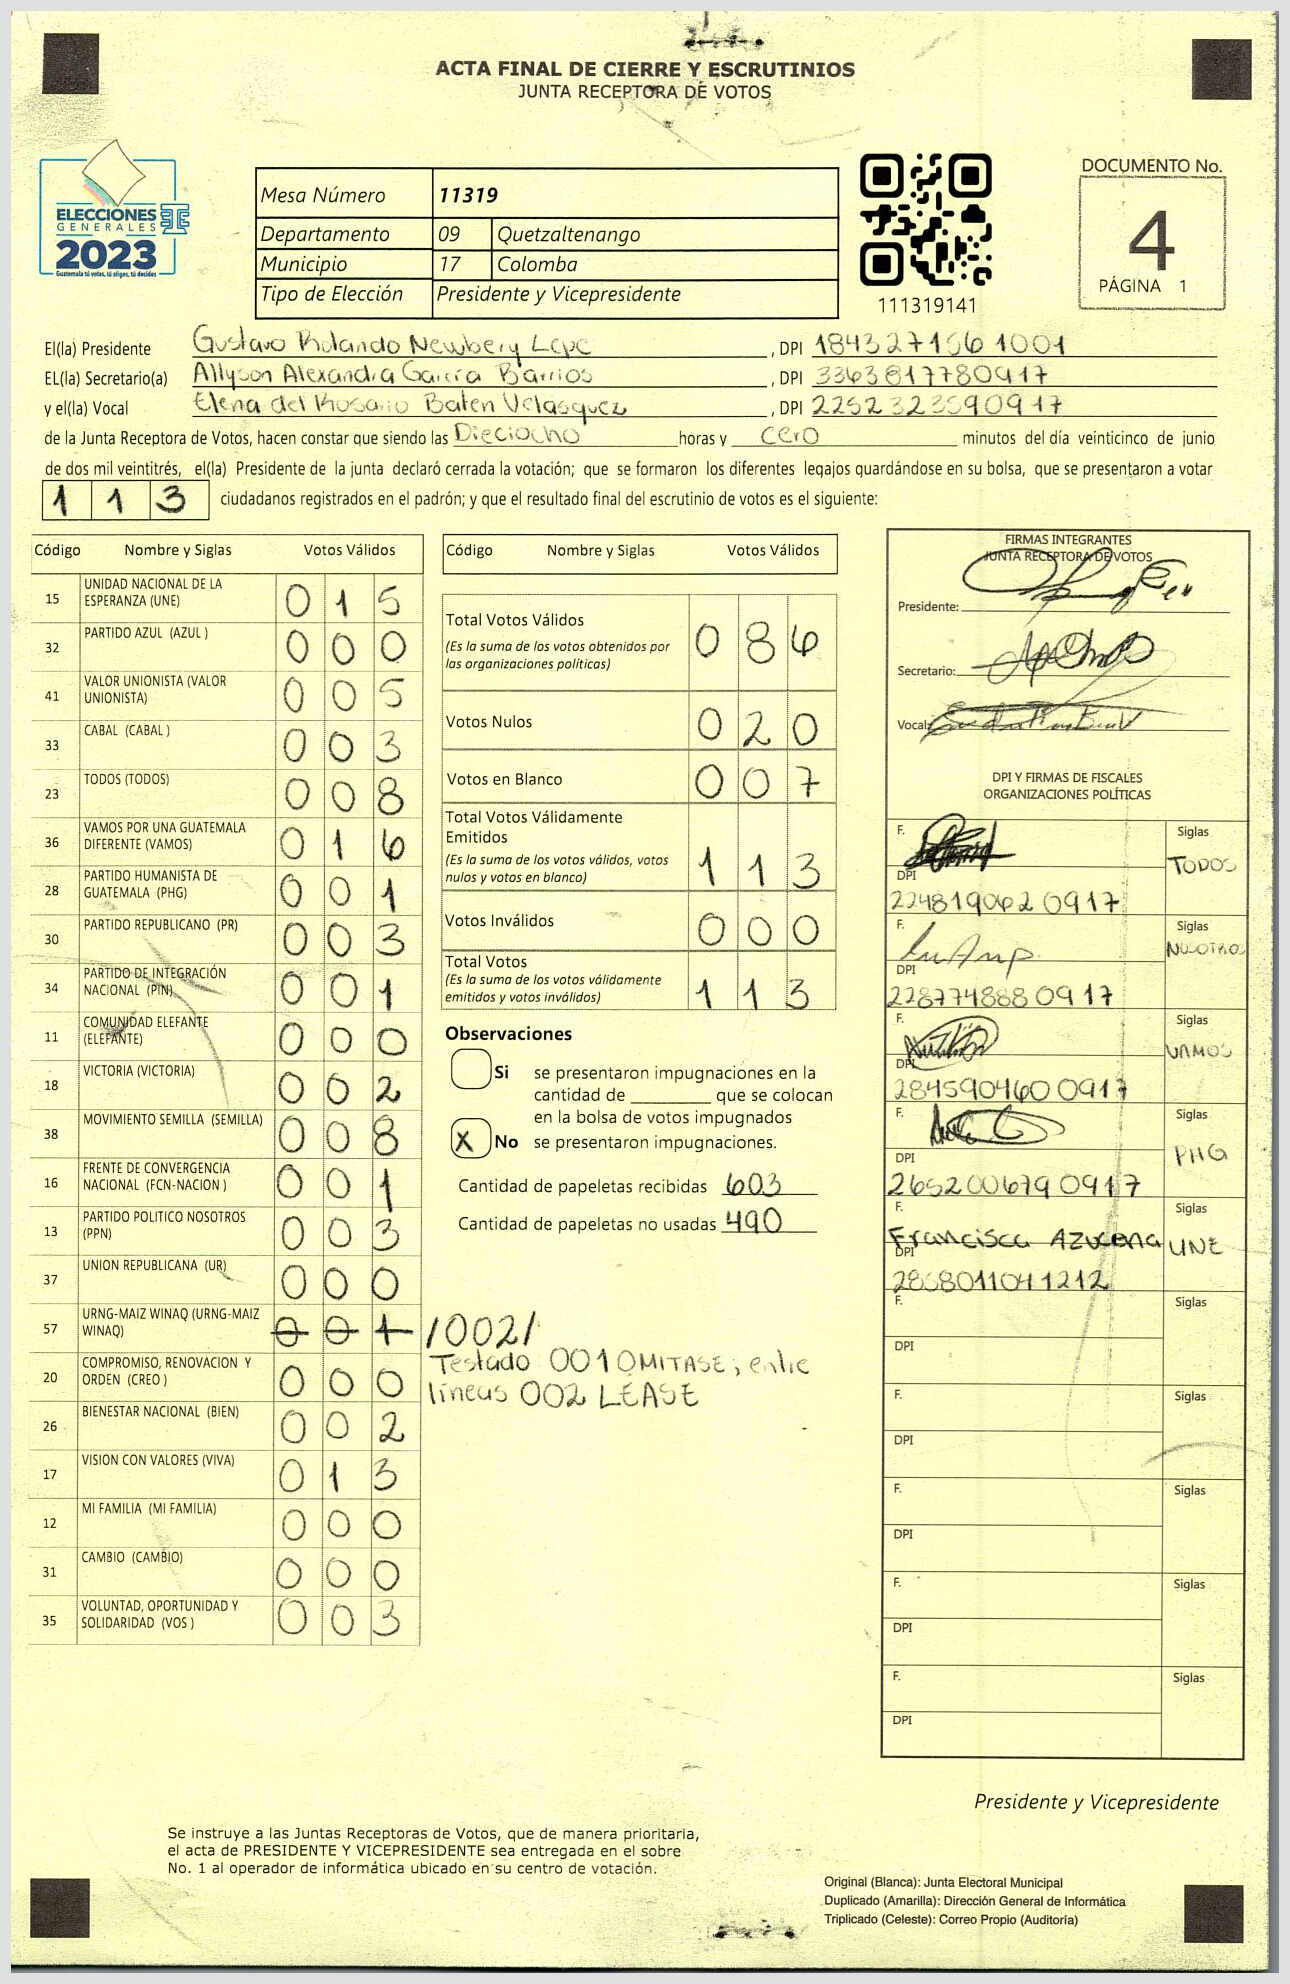 ACTA FINAL DE CIERRE Y ESCRUTINIOS
JUNTA RECEPTORA DE VOTOS
ELECCIONES
GENERALES
2023
Guatemala tú votas, tú eliges, tú decides
Mesa Número 11319
Departamento 09 Quetzaltenango
Municipio 17 Colomba
Tipo de Elección Presidente y Vicepresidente
111319141
DOCUMENTO No.
4
PÁGINA 1
El(la) Presidente Gustavo Rolando Newbery , DPI
EL(la) Secretario(a) Allyson Alexandra García Barrios , DPI 3363817780917
y el(la) Vocal Elena del Rosario Baten Velasquez , DPI 2252323590917
de la Junta Receptora de Votos, hacen constar que siendo las Dieciocho horas y cero minutos del día veinticinco de junio
de dos mil veintitrés, el(la) Presidente de la junta declaró cerrada la votación; que se formaron los diferentes legajos guardándose en su bolsa, que se presentaron a votar
1 1 3 ciudadanos registrados en el padrón; y que el resultado final del escrutinio de votos es el siguiente:
Código Nombre y Siglas Votos Válidos
15 UNIDAD NACIONAL DE LA ESPERANZA (UNE) 0 1 5
32 PARTIDO AZUL (AZUL ) 0 0 0
41 VALOR UNIONISTA (VALOR UNIONISTA) 0 0 5
33 CABAL (CABAL ) 0 0 3
23 TODOS (TODOS) 0 0 8
36 VAMOS POR UNA GUATEMALA DIFERENTE (VAMOS) 0 1 6
28 PARTIDO HUMANISTA DE GUATEMALA (PHG) 0 0 1
30 PARTIDO REPUBLICANO (PR) 0 0 3
34 PARTIDO DE INTEGRACIÓN NACIONAL (PIN) 0 0 1
11 COMUNIDAD ELEFANTE (ELEFANTE) 0 0 0
18 VICTORIA (VICTORIA) 0 0 2
38 MOVIMIENTO SEMILLA (SEMILLA) 0 0 8
16 FRENTE DE CONVERGENCIA NACIONAL (FCN-NACION ) 0 0 1
13 PARTIDO POLITICO NOSOTROS (PPN) 0 0 3
37 UNION REPUBLICANA (UR) 0 0 0
57 URNG-MAIZ WINAQ (URNG-MAIZ WINAQ) 0 0 1 /002/
Testado 001 OMITASE, entre
líneas 002 LEASE
20 COMPROMISO, RENOVACION Y ORDEN (CREO ) 0 0 0
26 BIENESTAR NACIONAL (BIEN) 0 0 2
17 VISION CON VALORES (VIVA) 0 1 3
12 MI FAMILIA (MI FAMILIA) 0 0 0
31 CAMBIO (CAMBIO) 0 0 0
35 VOLUNTAD, OPORTUNIDAD Y SOLIDARIDAD (VOS ) 0 0 3
Código Nombre y Siglas Votos Válidos
Total Votos Válidos 0 8 6
(Es la suma de los votos obtenidos por
las organizaciones políticas)
Votos Nulos 0 2 0
Votos en Blanco 0 0 7
Total Votos Válidamente
Emitidos 1 1 3
(Es la suma de los votos válidos, votos
nulos y votos en blanco)
Votos Inválidos 0 0 0
Total Votos 1 1 3
(Es la suma de los votos válidamente
emitidos y votos inválidos)
Observaciones
Si se presentaron impugnaciones en la
cantidad de ________ que se colocan
en la bolsa de votos impugnados
X No se presentaron impugnaciones.
Cantidad de papeletas recibidas 603
Cantidad de papeletas no usadas 490
FIRMAS INTEGRANTES
JUNTA RECEPTORA DE VOTOS
Presidente:
Secretario:
Vocal:
DPI Y FIRMAS DE FISCALES
ORGANIZACIONES POLÍTICAS
F. Siglas
TODOS
DPI
2248190620917
F. Siglas
NOSOTROS
DPI
2287748880917
F. Siglas
VAMOS
DPI
2845904600917
F. Siglas
PHG
DPI
2652006790917
F. Siglas
Francisca Azucena UNE
DPI
2858011041212
F. Siglas
DPI
F. Siglas
DPI
F. Siglas
DPI
F. Siglas
DPI
F. Siglas
DPI
Presidente y Vicepresidente
Se instruye a las Juntas Receptoras de Votos, que de manera prioritaria,
el acta de PRESIDENTE Y VICEPRESIDENTE sea entregada en el sobre
No. 1 al operador de informática ubicado en su centro de votación.
Original (Blanca): Junta Electoral Municipal
Duplicado (Amarilla): Dirección General de Informática
Triplicado (Celeste): Correo Propio (Auditoría)